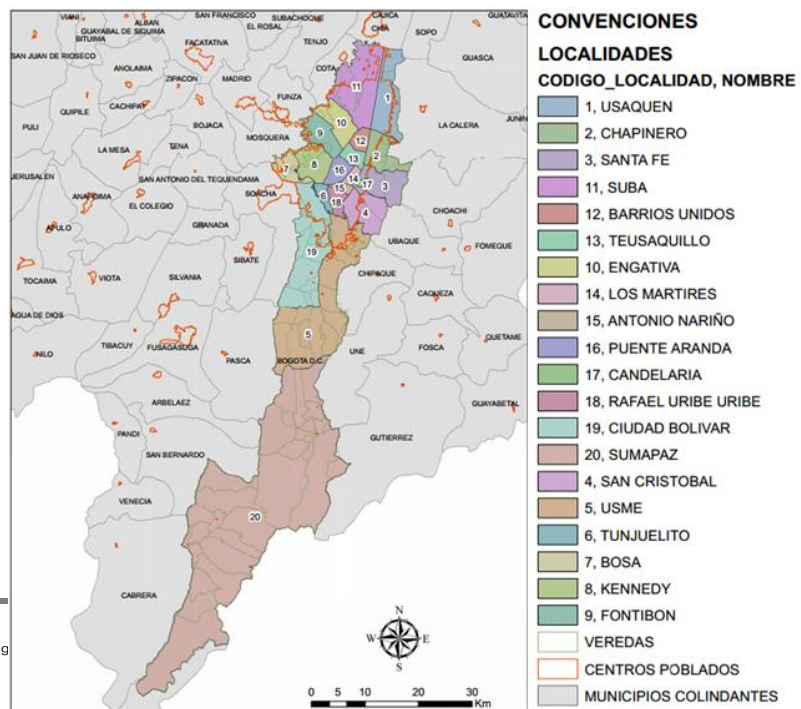 SAN FRANCISCO
SUBACHOQUE
CAJICA
GUATAVITA
VIANI
ALBAN
GUAYABAL DE SIQUIMA
BITUIMA
EL ROSAL
CHIA
SOPO
FACATATIVA
TENJO
SAN JUAN DE RIOSECO
GUASCA
ANOLAIMA
COTA
ZIPACON
MADRID
11
1
CACHIPAY
FUNZA
QUIPILE
BOJACA
10
JUNIN
PULI
MOSQUERA
9
12
LA CALERA
LA MESA
TENA
13
2
7
8
16
JERUSALEN
SAN ANTONIO DEL TEQUENDAMA
14
17
3
ANAPOIMA
SOACHA
6
15
18
EL COLEGIO
4
CHOACHI
APULO
GRANADA
UBAQUE
19
FOMEQUE
SIBATE
TOCAIMA
VIOTA
SILVANIA
CHIPAQUE
CAQUEZA
AGUA DE DIOS
5
QUETAME
NILO
TIBACUY
FUSAGASUGA
PASCA
BOGOTA D.C.
UNE
FOSCA
ARBELAEZ
GUAYABETAL
PANDI
GUTIERREZ
SAN BERNARDO
VENECIA
20
CABRERA
N
W
E
S
g
0 5 10 20 30
Km
CONVENCIONES
LOCALIDADES
CODIGO_LOCALIDAD, NOMBRE
1, USAQUEN
2, CHAPINERO
3, SANTA FE
11, SUBA
12, BARRIOS UNIDOS
13, TEUSAQUILLO
10, ENGATIVA
14, LOS MARTIRES
15, ANTONIO NARIÑO
16, PUENTE ARANDA
17, CANDELARIA
18, RAFAEL URIBE URIBE
19, CIUDAD BOLIVAR
20, SUMAPAZ
4, SAN CRISTOBAL
5, USME
6, TUNJUELITO
7, BOSA
8, KENNEDY
9, FONTIBON
VEREDAS
CENTROS POBLADOS
MUNICIPIOS COLINDANTES